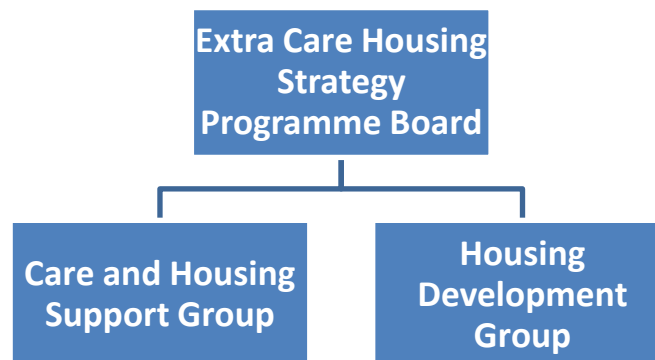 Extra Care Housing
Strategy
Programme Board
Care and Housing
Support Group
Housing
Development
Group